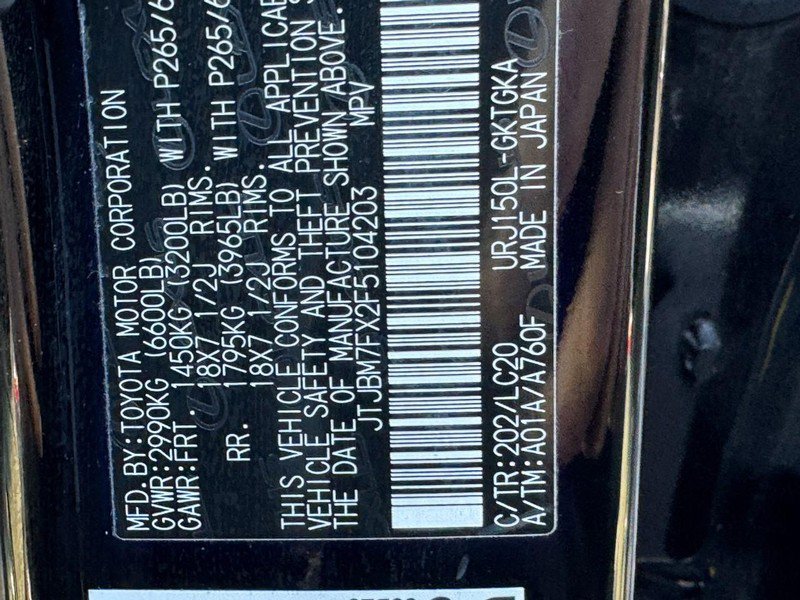 MFD.BY:TOYOTA MOTOR CORPORATION
GVWR:2990KG (6600LB)
GAWR:FRT. 1450KG (3200LB) WITH P265/6
18X7 1/2J RIMS.
RR. 1795KG (3965LB) WITH P265/6
18X7 1/2J RIMS.
THIS VEHICLE CONFORMS TO ALL APPLICAB
VEHICLE SAFETY AND THEFT PREVENTION S
THE DATE OF MANUFACTURE SHOWN ABOVE.
JTJBM7FX2F5104203 MPV
C/TR:202/LC20 URJ150L-GKTGKA
A/TM:A01A/A760F MADE IN JAPAN